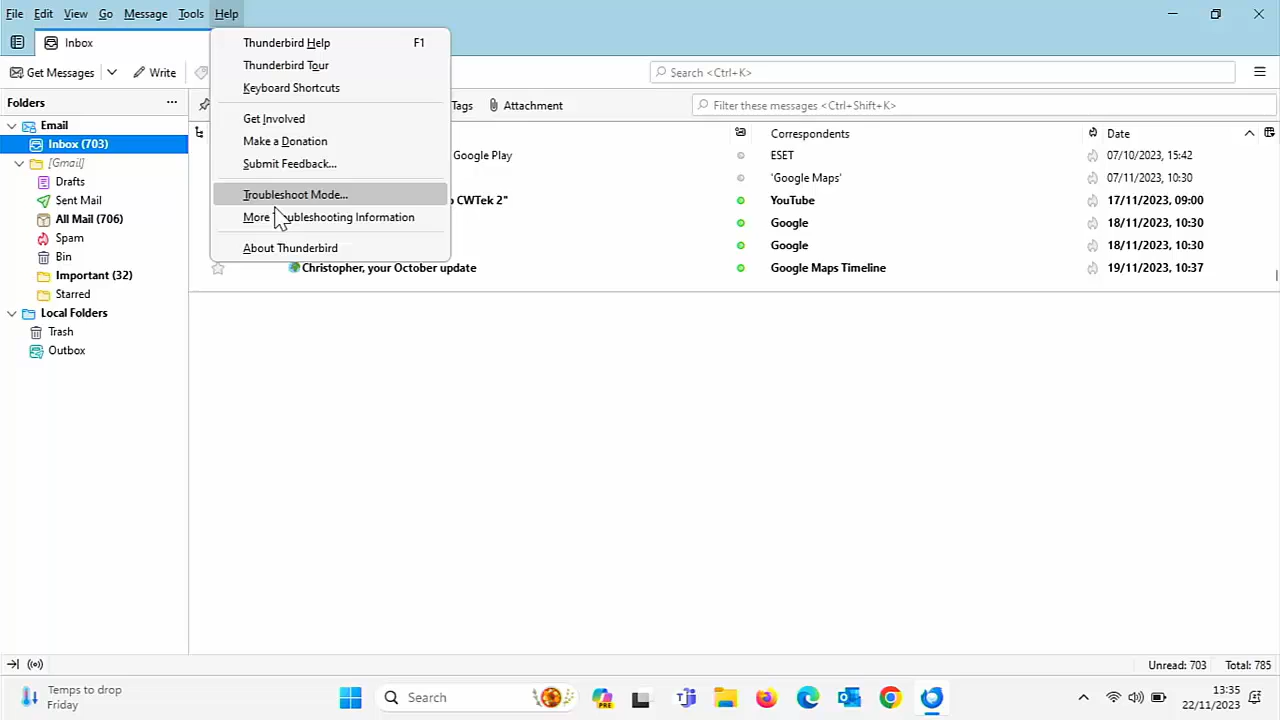 File Edit View Go Message Tools Help
Inbox
Get Messages Write Search <Ctrl+K>
Folders ... Tags Attachment Filter these messages <Ctrl+Shift+K>
Thunderbird Help F1
Thunderbird Tour
Keyboard Shortcuts
Get Involved
Make a Donation
Submit Feedback...
Troubleshoot Mode...
More Troubleshooting Information
About Thunderbird
Email
Inbox (703)
[Gmail]
Drafts
Sent Mail
All Mail (706)
Spam
Bin
Important (32)
Starred
Local Folders
Trash
Outbox
Correspondents Date
Google Play ESET 07/10/2023, 15:42
'Google Maps' 07/11/2023, 10:30
CWTek 2" YouTube 17/11/2023, 09:00
Google 18/11/2023, 10:30
Google 18/11/2023, 10:30
Christopher, your October update Google Maps Timeline 19/11/2023, 10:37
Unread: 703 Total: 785
Temps to drop
Friday
Search
PRE
13:35
22/11/2023